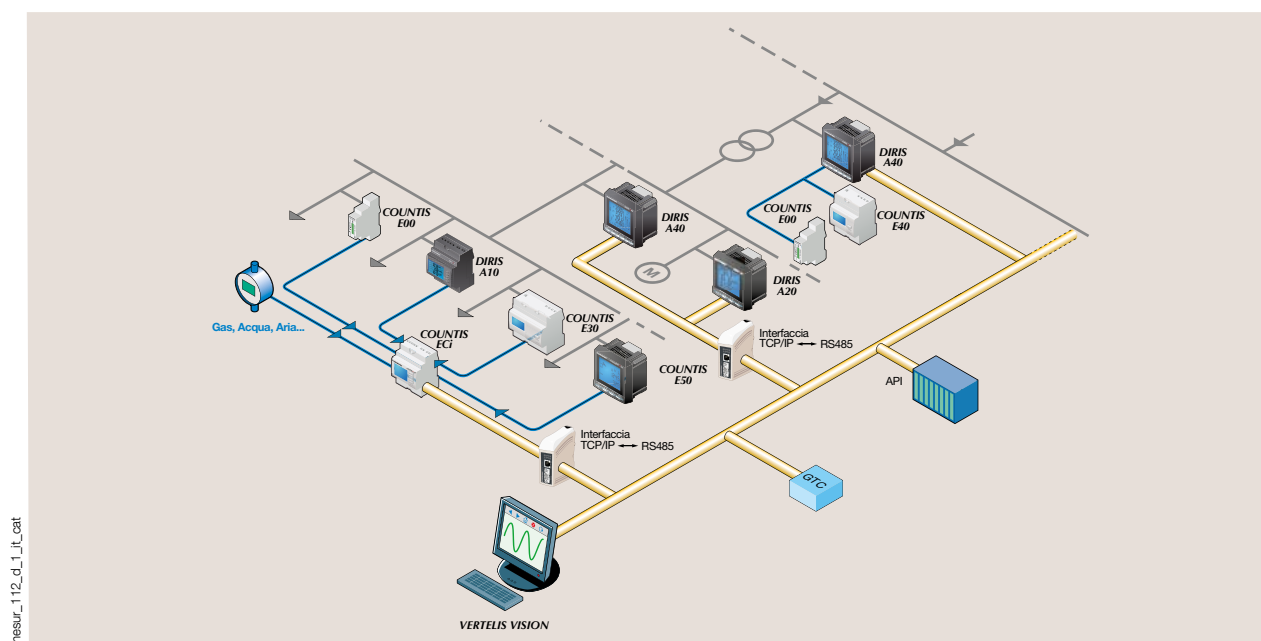 DIRIS
A40
COUNTIS
E00
COUNTIS
E40
COUNTIS
E00
DIRIS
A40
DIRIS
A10
M
DIRIS
A20
Gas, Acqua, Aria...
COUNTIS
ECi
COUNTIS
E30
Interfaccia
TCP/IP ↔ RS485
COUNTIS
E50
API
Interfaccia
TCP/IP ↔ RS485
GTC
VERTELIS VISION
mesur_112_d_1_it_cat